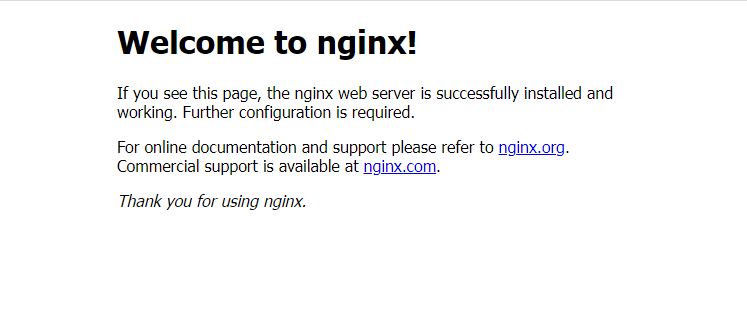 Welcome to nginx!
If you see this page, the nginx web server is successfully installed and
working. Further configuration is required.
For online documentation and support please refer to nginx.org.
Commercial support is available at nginx.com.
Thank you for using nginx.